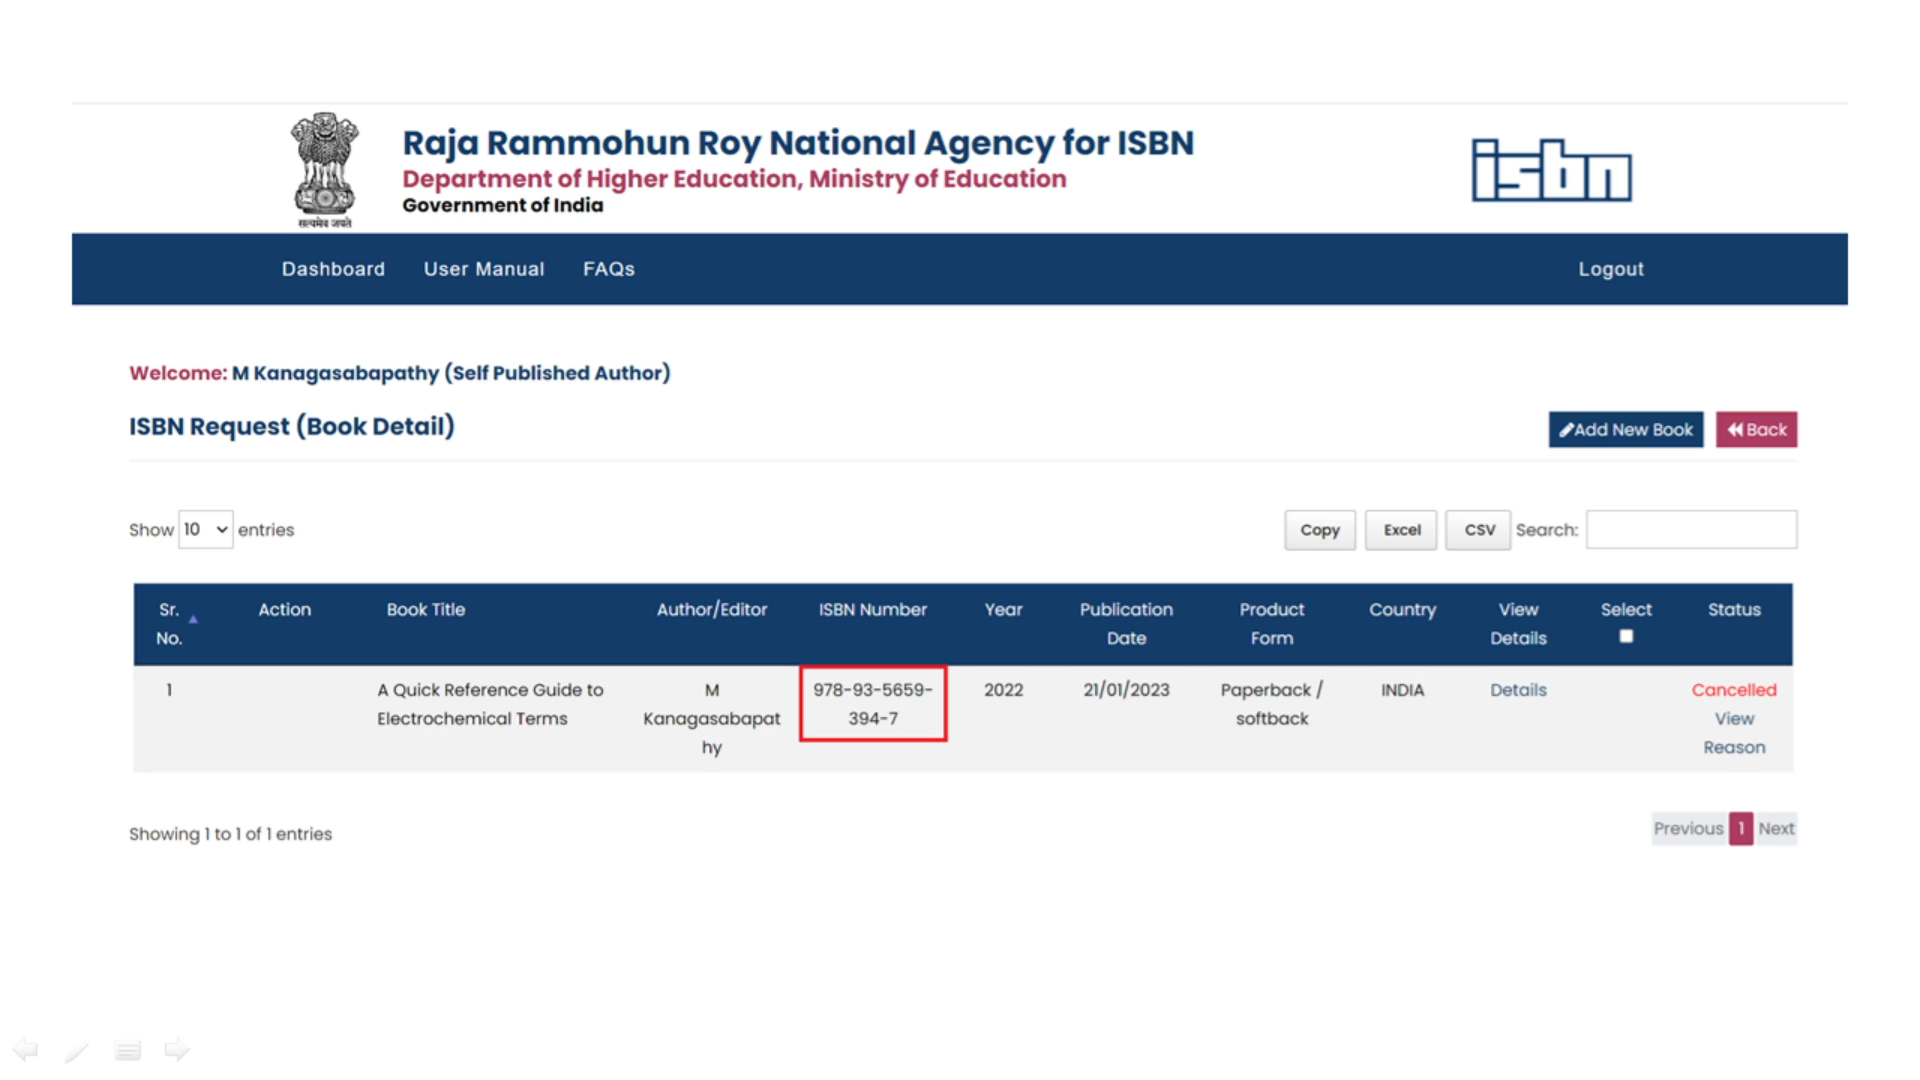 Raja Rammohun Roy National Agency for ISBN
Department of Higher Education, Ministry of Education
Government of India
सत्यमेव जयते
isbn
Dashboard User Manual FAQs Logout
Welcome: M Kanagasabapathy (Self Published Author)
ISBN Request (Book Detail)
Add New Book Back
Show 10 entries
Copy Excel CSV Search:
Sr. No. Action Book Title Author/Editor ISBN Number Year Publication Date Product Form Country View Details Select Status
1 A Quick Reference Guide to M 978-93-5659- 2022 21/01/2023 Paperback / INDIA Details Cancelled
Electrochemical Terms Kanagasabapat 394-7 softback View
hy Reason
Showing 1 to 1 of 1 entries
Previous 1 Next